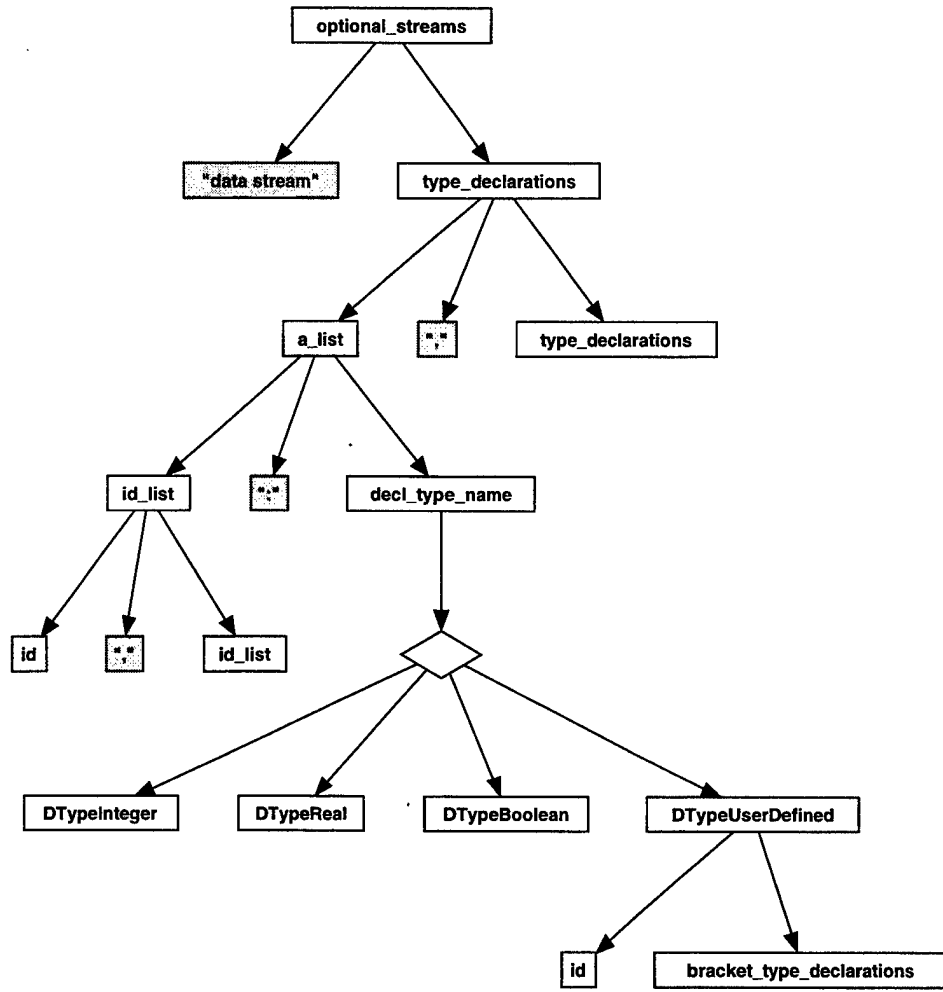 optional_streams
"data stream"
type_declarations
a_list
","
type_declarations
id_list
decl_type_name
id
","
id_list
DTypeInteger
DTypeReal
DTypeBoolean
DTypeUserDefined
id
bracket_type_declarations